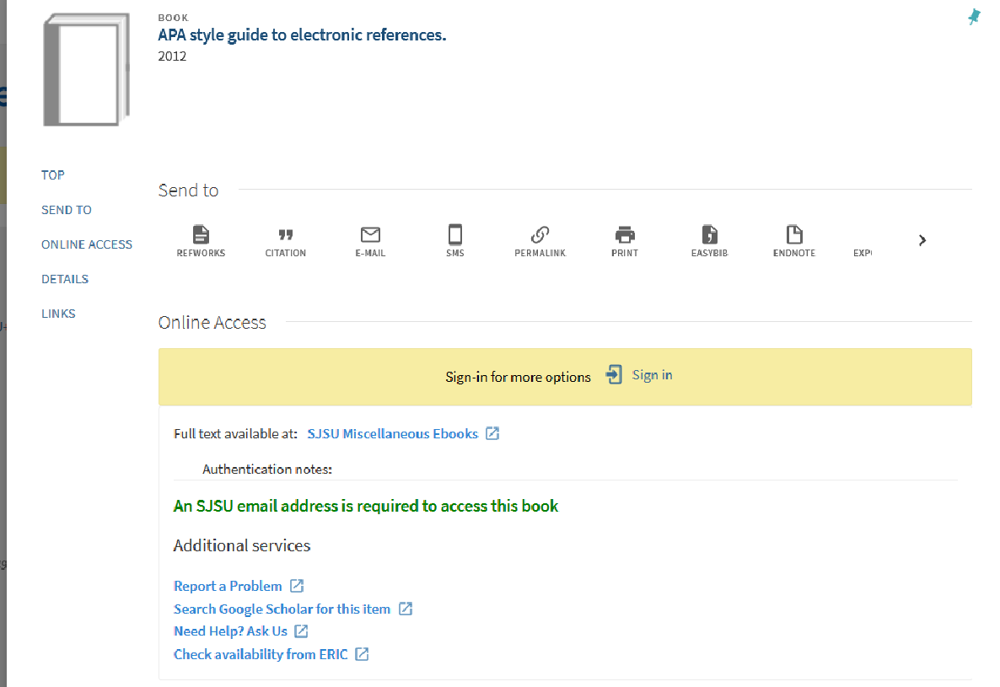 BOOK
APA style guide to electronic references.
2012
TOP
SEND TO
ONLINE ACCESS
DETAILS
LINKS
Send to
REFWORKS
CITATION
E-MAIL
SMS
PERMALINK
PRINT
EASYBIB
ENDNOTE
EXP
Online Access
Sign-in for more options Sign in
Full text available at: SJSU Miscellaneous Ebooks
Authentication notes:
An SJSU email address is required to access this book
Additional services
Report a Problem
Search Google Scholar for this item
Need Help? Ask Us
Check availability from ERIC